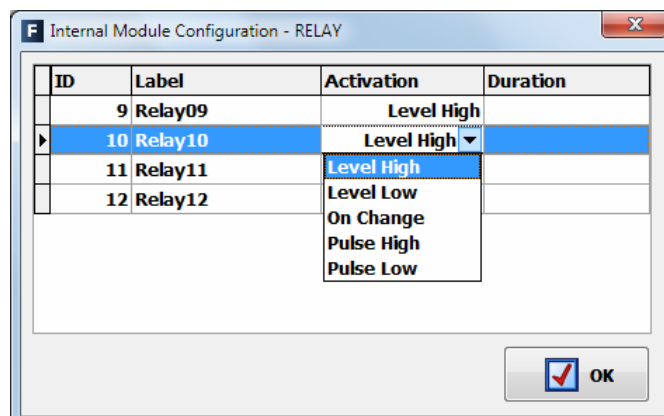 F Internal Module Configuration - RELAY
ID Label Activation Duration
9 Relay09 Level High
10 Relay10 Level High
11 Relay11 Level High
12 Relay12 Level Low
On Change
Pulse High
Pulse Low
OK